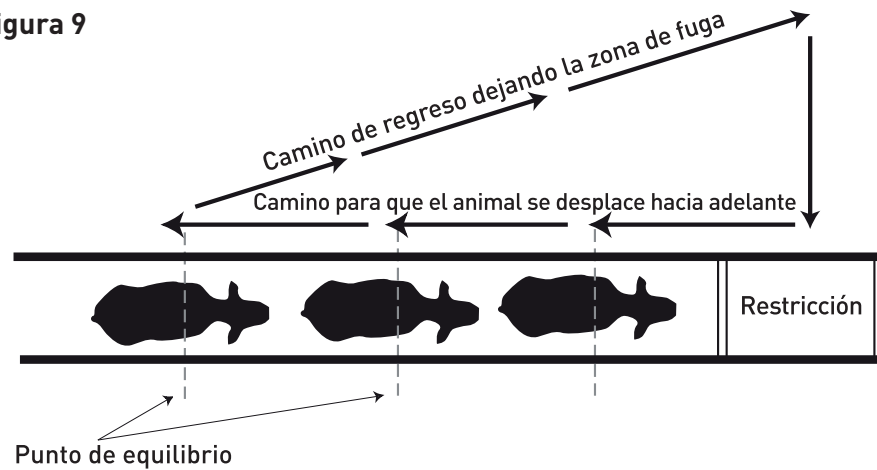 igura 9
Camino de regreso dejando la zona de fuga
Camino para que el animal se desplace hacia adelante
Restricción
Punto de equilibrio